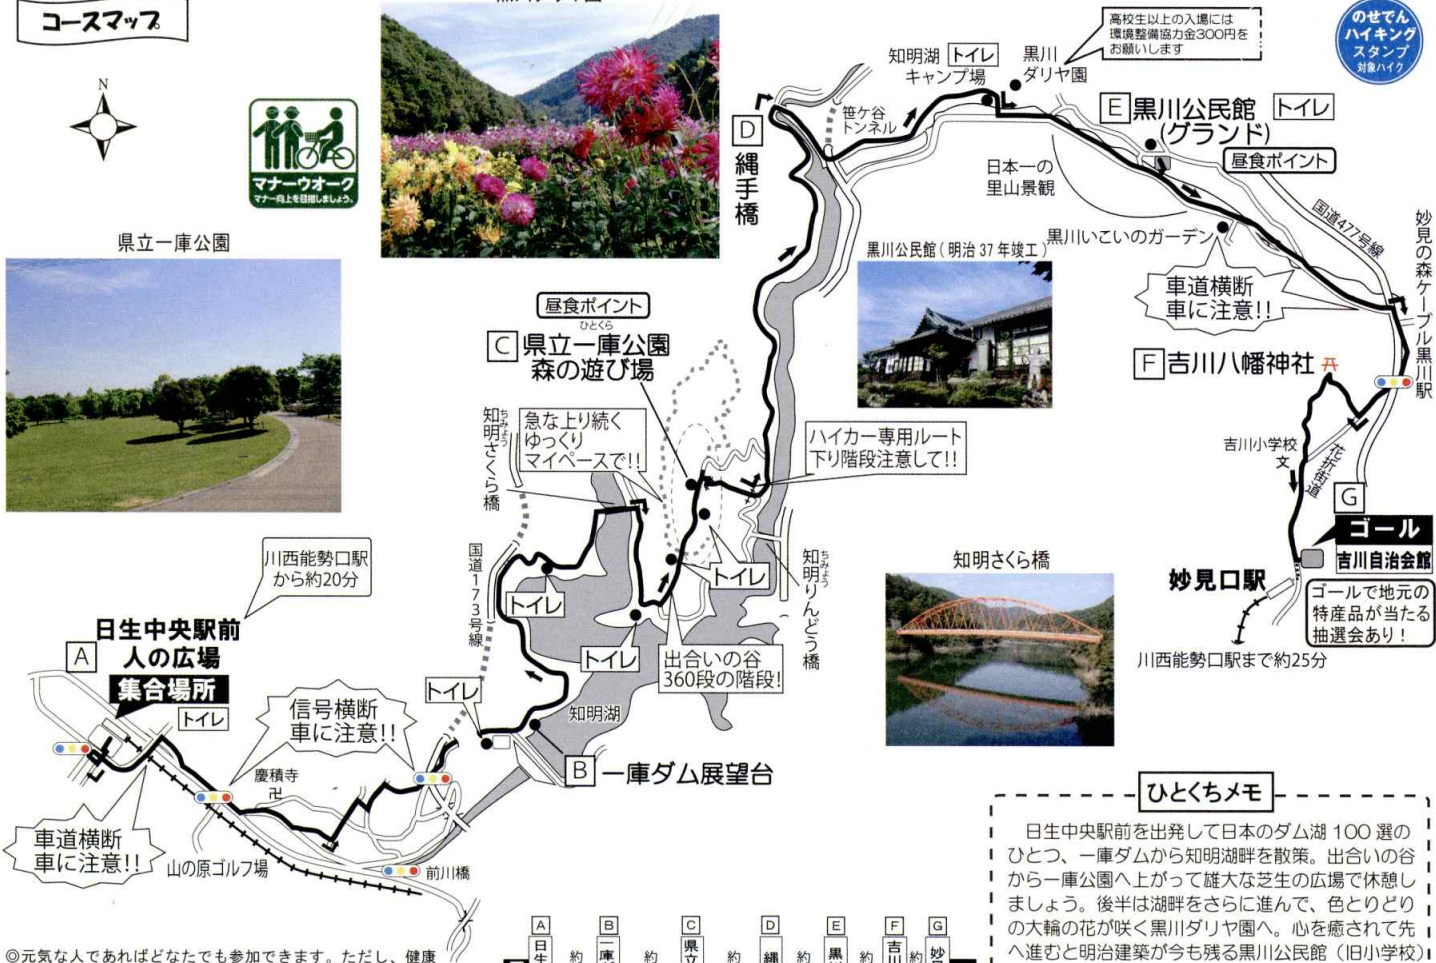 コースマップ
N
マナーウオーク
マナー向上を目指しましょう。
高校生以上の入場には
環境整備協力金300円を
お願いします
のせでん
ハイキング
スタンプ
対象ハイク
知明湖
キャンプ場
トイレ
黒川
ダリヤ園
笹ケ谷
トンネル
D
縄手橋
E 黒川公民館
(グランド)
トイレ
昼食ポイント
日本一の
里山景観
国道477号線
妙見の森ケーブル黒川駅
黒川いこいのガーデン
黒川公民館(明治37年竣工)
車道横断
車に注意!!
県立一庫公園
昼食ポイント
ひとくら
C 県立一庫公園
森の遊び場
F 吉川八幡神社
吉川小学校
文
花折街道
G
ゴール
吉川自治会館
妙見口駅
ゴールで地元の
特産品が当たる
抽選会あり!
川西能勢口駅まで約25分
ちみょう
知明さくら橋
急な上り続く
ゆっくり
マイペースで!!
ハイカー専用ルート
下り階段注意して!!
国道173号線
トイレ
トイレ
トイレ
出合いの谷
360段の階段!
ちみょう
知明りんどう橋
知明さくら橋
川西能勢口駅
から約20分
A
日生中央駅前
人の広場
集合場所
トイレ
信号横断
車に注意!!
トイレ
知明湖
B 一庫ダム展望台
慶積寺
卍
車道横断
車に注意!!
山の原ゴルフ場
前川橋
ひとくちメモ
日生中央駅前を出発して日本のダム湖100選の
ひとつ、一庫ダムから知明湖畔を散策。出合いの谷
から一庫公園へ上がって雄大な芝生の広場で休憩し
ましょう。後半は湖畔をさらに進んで、色とりどり
の大輪の花が咲く黒川ダリヤ園へ。心を癒されて先
へ進むと明治建築が今も残る黒川公民館(旧小学校)
◎元気な人であればどなたでも参加できます。ただし、健康
A
日生
約
B
一庫
約
C
県立
約
D
縄
約
E
黒
約
F
吉
約
G
妙